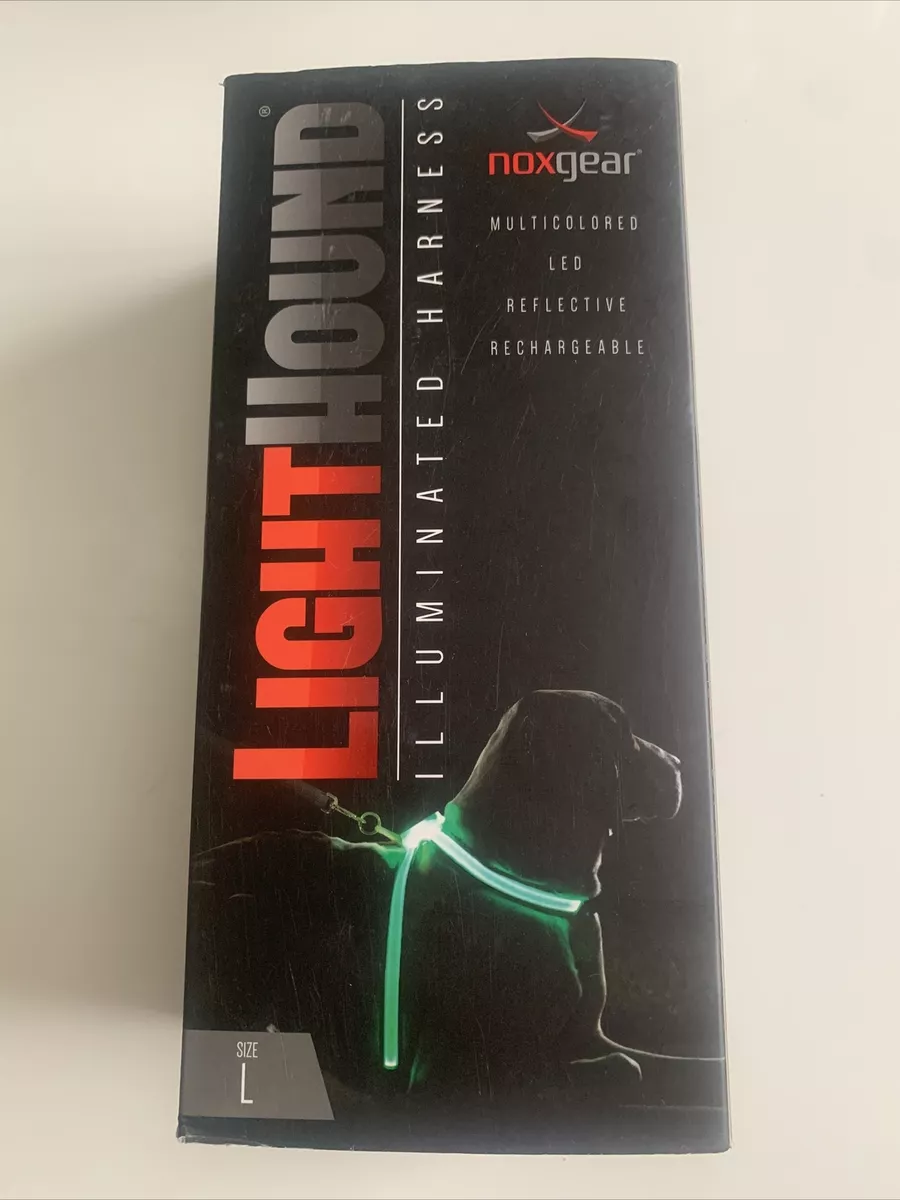 LIGHTHOUND®
ILLUMINATED HARNESS
noxgear®
MULTICOLORED
LED
REFLECTIVE
RECHARGEABLE
SIZE
L